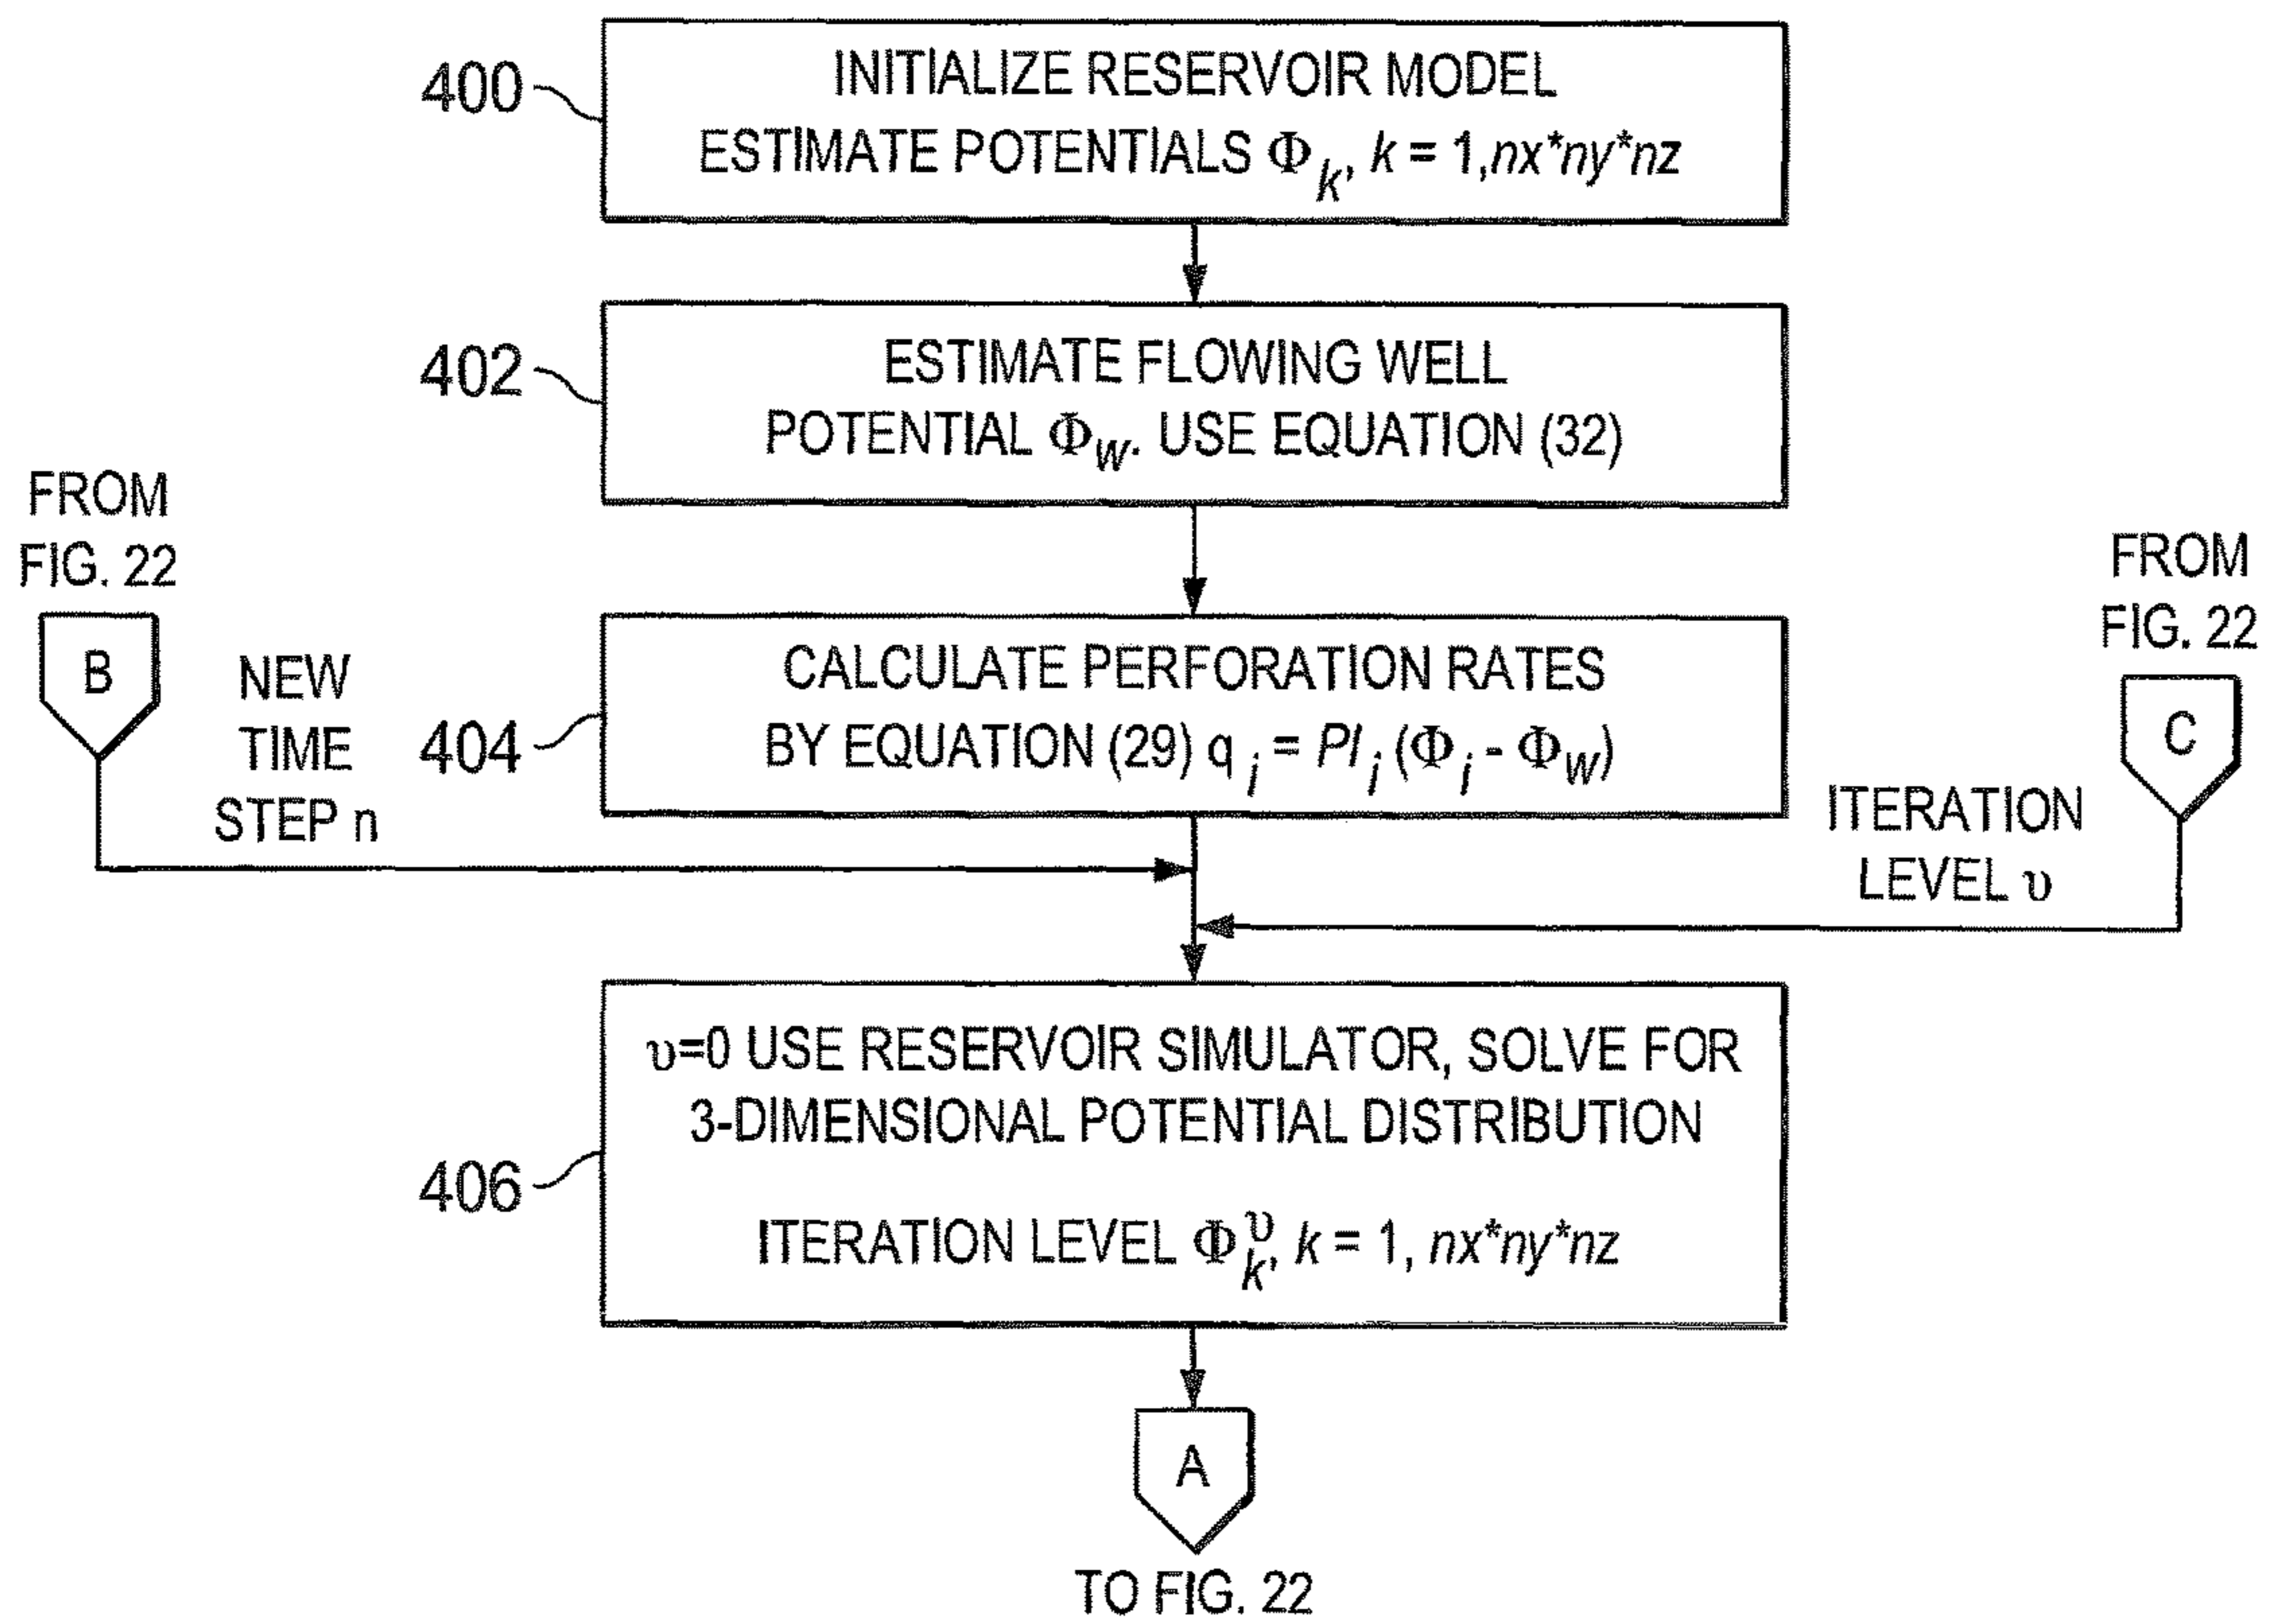 400
INITIALIZE RESERVOIR MODEL
ESTIMATE POTENTIALS Φk, k = 1,nx*ny*nz
402
ESTIMATE FLOWING WELL
POTENTIAL Φw. USE EQUATION (32)
FROM
FIG. 22
B
NEW
TIME
STEP n
404
CALCULATE PERFORATION RATES
BY EQUATION (29) qi = PIi (Φi - Φw)
FROM
FIG. 22
C
ITERATION
LEVEL υ
406
υ=0 USE RESERVOIR SIMULATOR, SOLVE FOR
3-DIMENSIONAL POTENTIAL DISTRIBUTION
ITERATION LEVEL Φkυ, k = 1, nx*ny*nz
A
TO FIG. 22